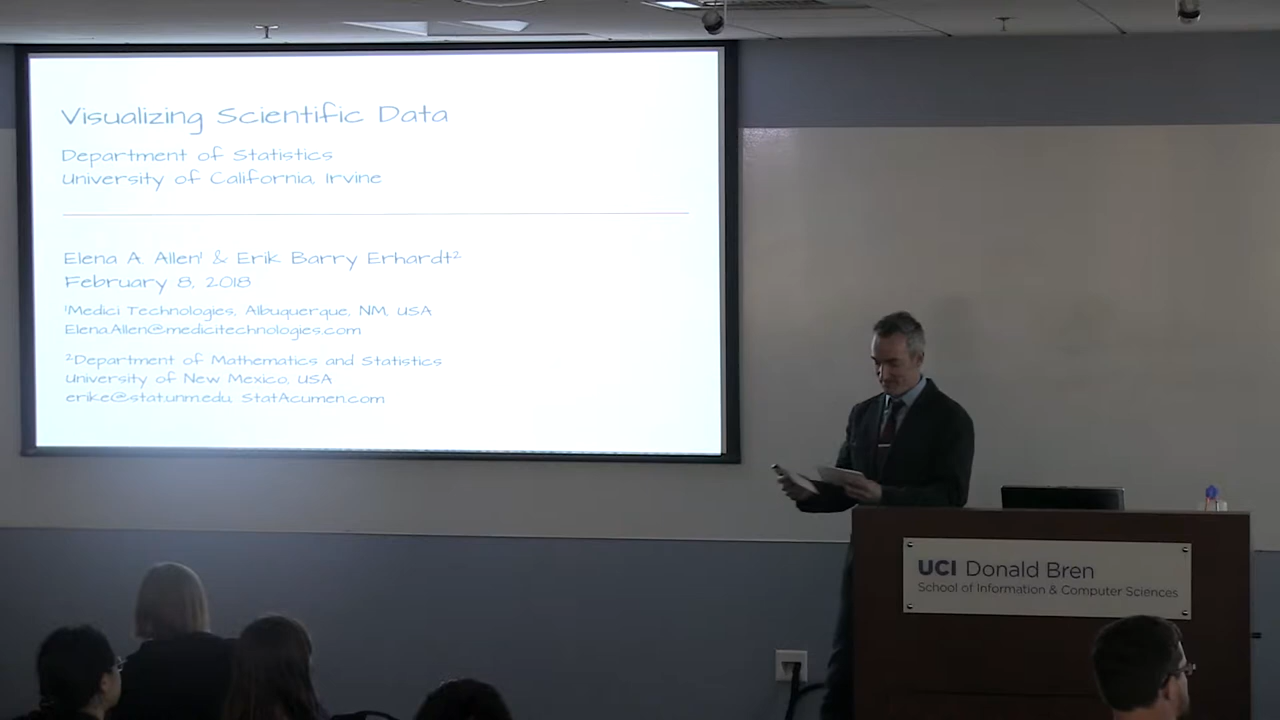 Visualizing Scientific Data
Department of Statistics
University of California, Irvine
Elena A. Allen¹ & Erik Barry Erhardt²
February 8, 2018
¹Medici Technologies, Albuquerque, NM, USA
Elena.Allen@medicitechnologies.com
²Department of Mathematics and Statistics
University of New Mexico, USA
erike@stat.unm.edu, StatAcumen.com
UCI Donald Bren
School of Information & Computer Sciences